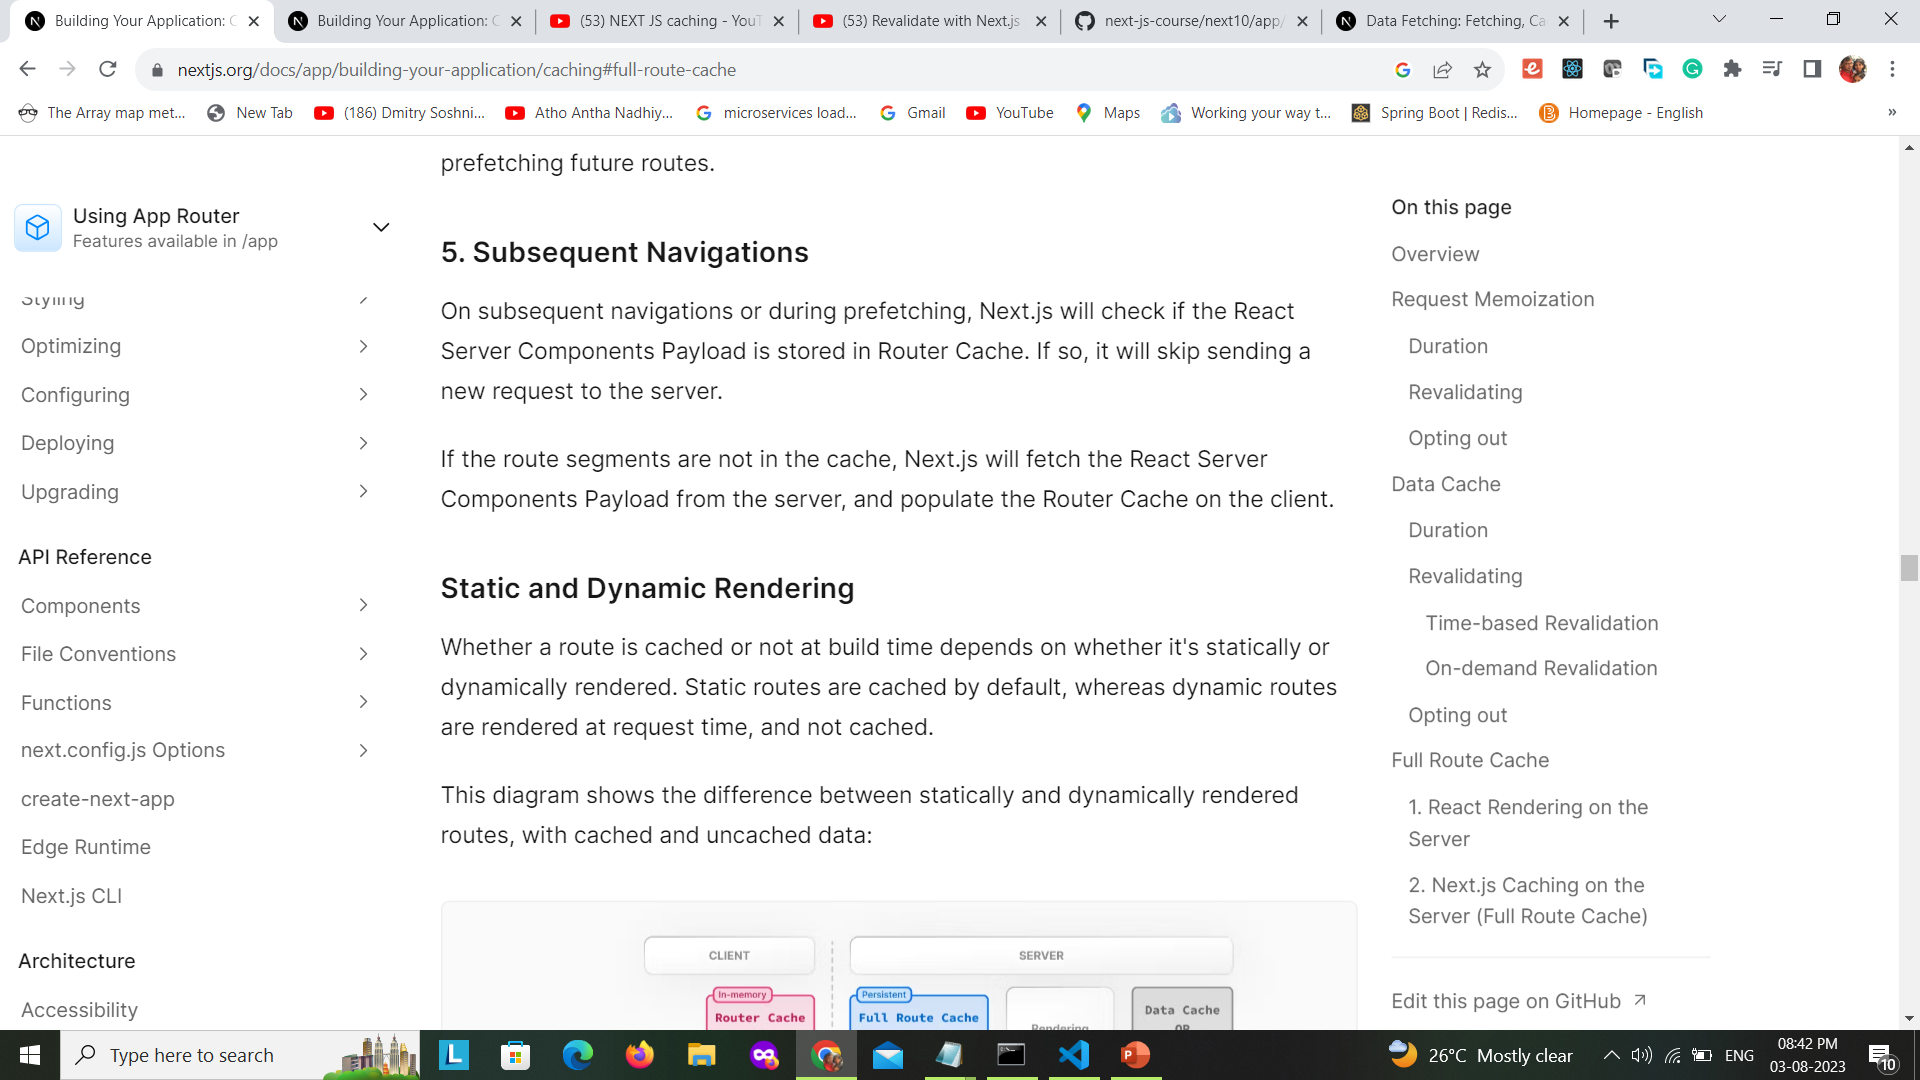 Building Your Application: C
Building Your Application: C
(53) NEXT JS caching - YouT
(53) Revalidate with Next.js
next-js-course/next10/app/
Data Fetching: Fetching, Ca
nextjs.org/docs/app/building-your-application/caching#full-route-cache
The Array map met...
New Tab
(186) Dmitry Soshni...
Atho Antha Nadhiy...
microservices load...
Gmail
YouTube
Maps
Working your way t...
Spring Boot | Redis...
Homepage - English
»
Using App Router
Features available in /app
Styling
Optimizing
Configuring
Deploying
Upgrading
API Reference
Components
File Conventions
Functions
next.config.js Options
create-next-app
Edge Runtime
Next.js CLI
Architecture
Accessibility
prefetching future routes.
5. Subsequent Navigations
On subsequent navigations or during prefetching, Next.js will check if the React
Server Components Payload is stored in Router Cache. If so, it will skip sending a
new request to the server.
If the route segments are not in the cache, Next.js will fetch the React Server
Components Payload from the server, and populate the Router Cache on the client.
Static and Dynamic Rendering
Whether a route is cached or not at build time depends on whether it's statically or
dynamically rendered. Static routes are cached by default, whereas dynamic routes
are rendered at request time, and not cached.
This diagram shows the difference between statically and dynamically rendered
routes, with cached and uncached data:
CLIENT
SERVER
In-memory
Router Cache
Persistent
Full Route Cache
Rendering
Data Cache
OR
On this page
Overview
Request Memoization
Duration
Revalidating
Opting out
Data Cache
Duration
Revalidating
Time-based Revalidation
On-demand Revalidation
Opting out
Full Route Cache
1. React Rendering on the
Server
2. Next.js Caching on the
Server (Full Route Cache)
Edit this page on GitHub
Type here to search
26°C Mostly clear
ENG
08:42 PM
03-08-2023
10